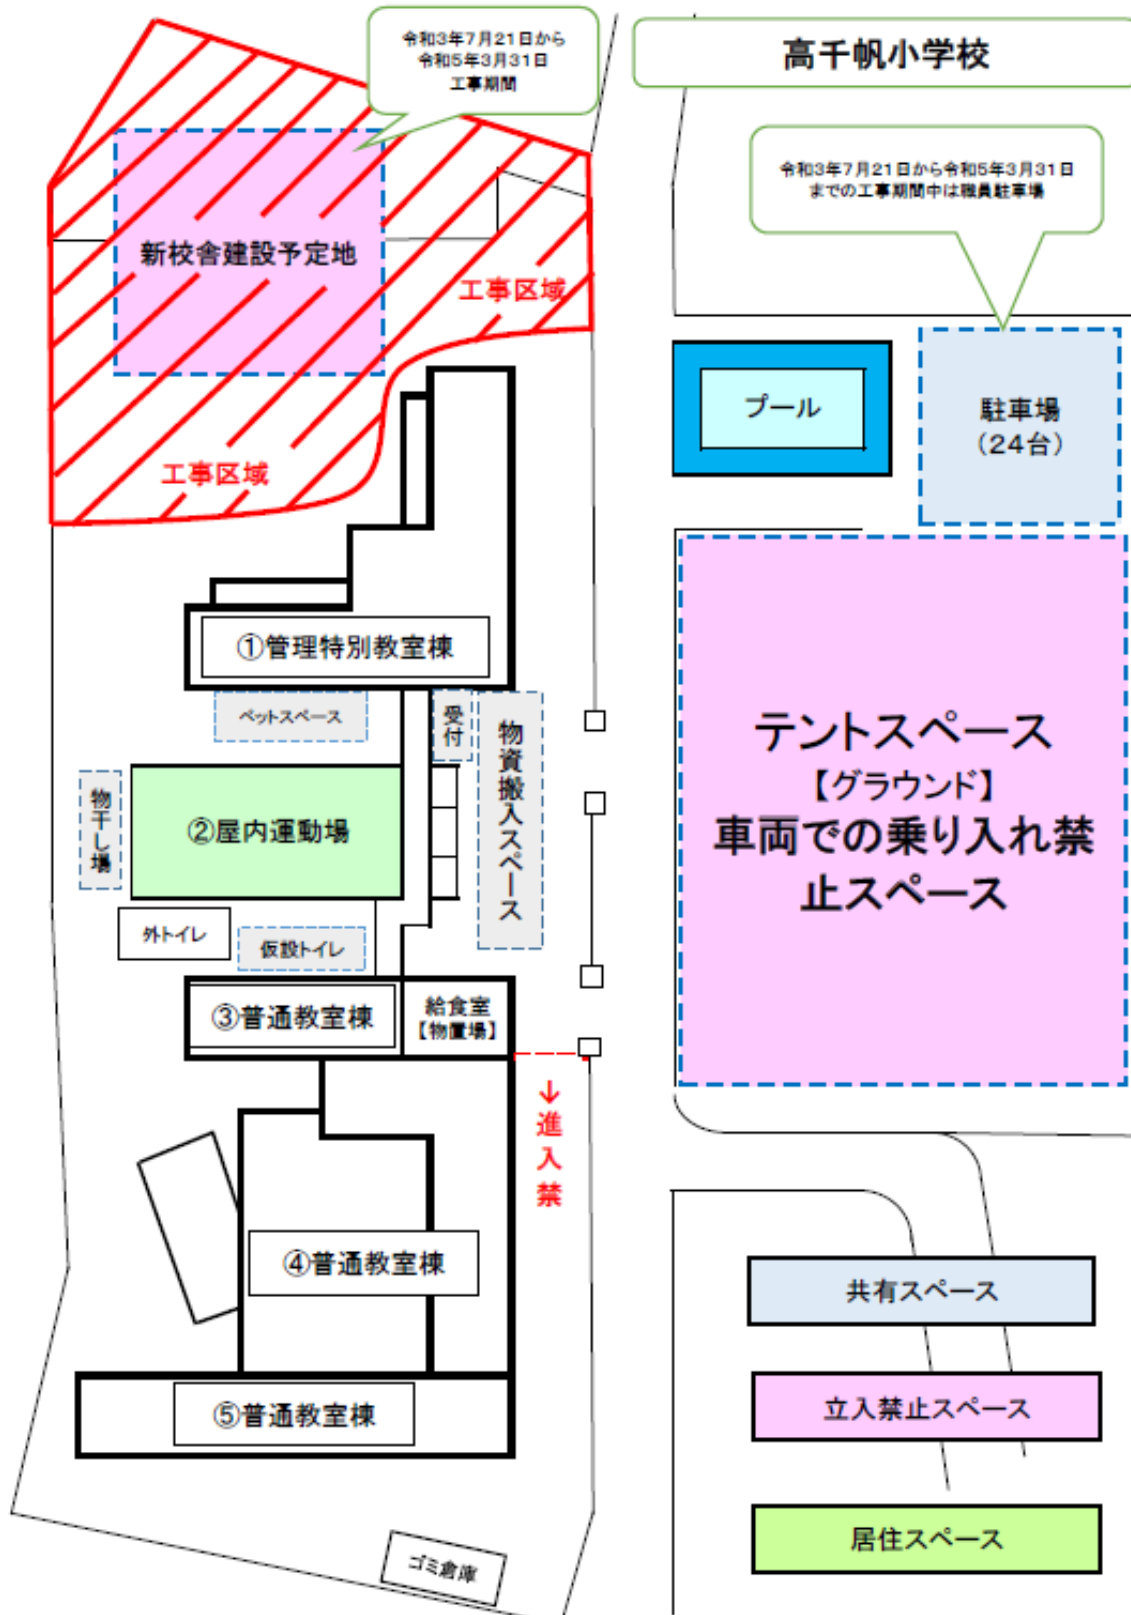 令和3年7月21日から
令和5年3月31日
工事期間
高千帆小学校
令和3年7月21日から令和5年3月31日
までの工事期間中は職員駐車場
新校舎建設予定地
工事区域
工事区域
プール
駐車場
（24台）
①管理特別教室棟
ペットスペース
受付
物資搬入スペース
テントスペース
【グラウンド】
車両での乗り入れ禁
止スペース
物干し場
②屋内運動場
外トイレ
仮設トイレ
③普通教室棟
給食室
【物置場】
↓進入禁
④普通教室棟
⑤普通教室棟
ゴミ倉庫
共有スペース
立入禁止スペース
居住スペース